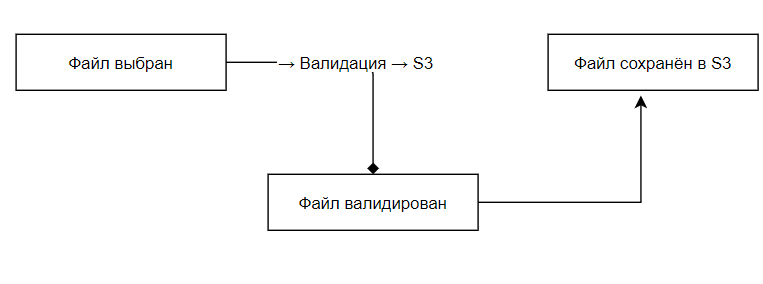 Файл выбран
→ Валидация → S3
Файл сохранён в S3
Файл валидирован